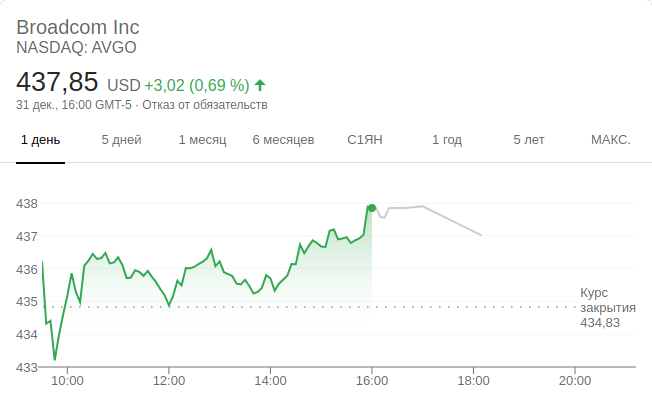 Broadcom Inc
NASDAQ: AVGO
437,85 USD +3,02 (0,69 %)
31 дек., 16:00 GMT-5 · Отказ от обязательств
1 день 5 дней 1 месяц 6 месяцев С1ЯН 1 год 5 лет МАКС.
438
437
436
435
434
433
Курс
закрытия
434,83
10:00 12:00 14:00 16:00 18:00 20:00